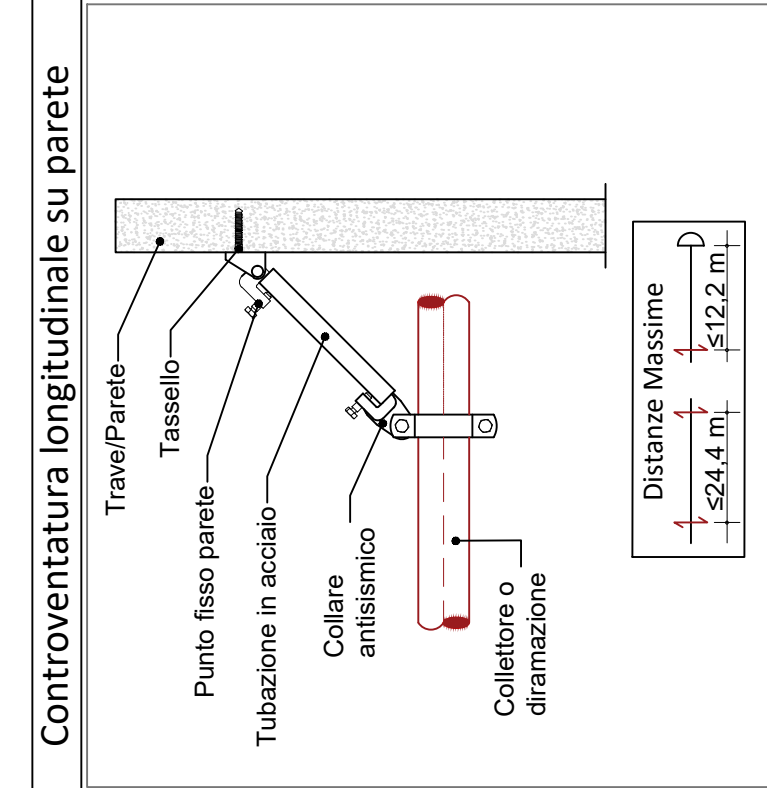 Controventatura longitudinale su parete
Trave/Parete
Tassello
Punto fisso parete
Tubazione in acciaio
Collare
antisismico
Collettore o
diramazione
Distanze Massime
≤24,4 m
≤12,2 m